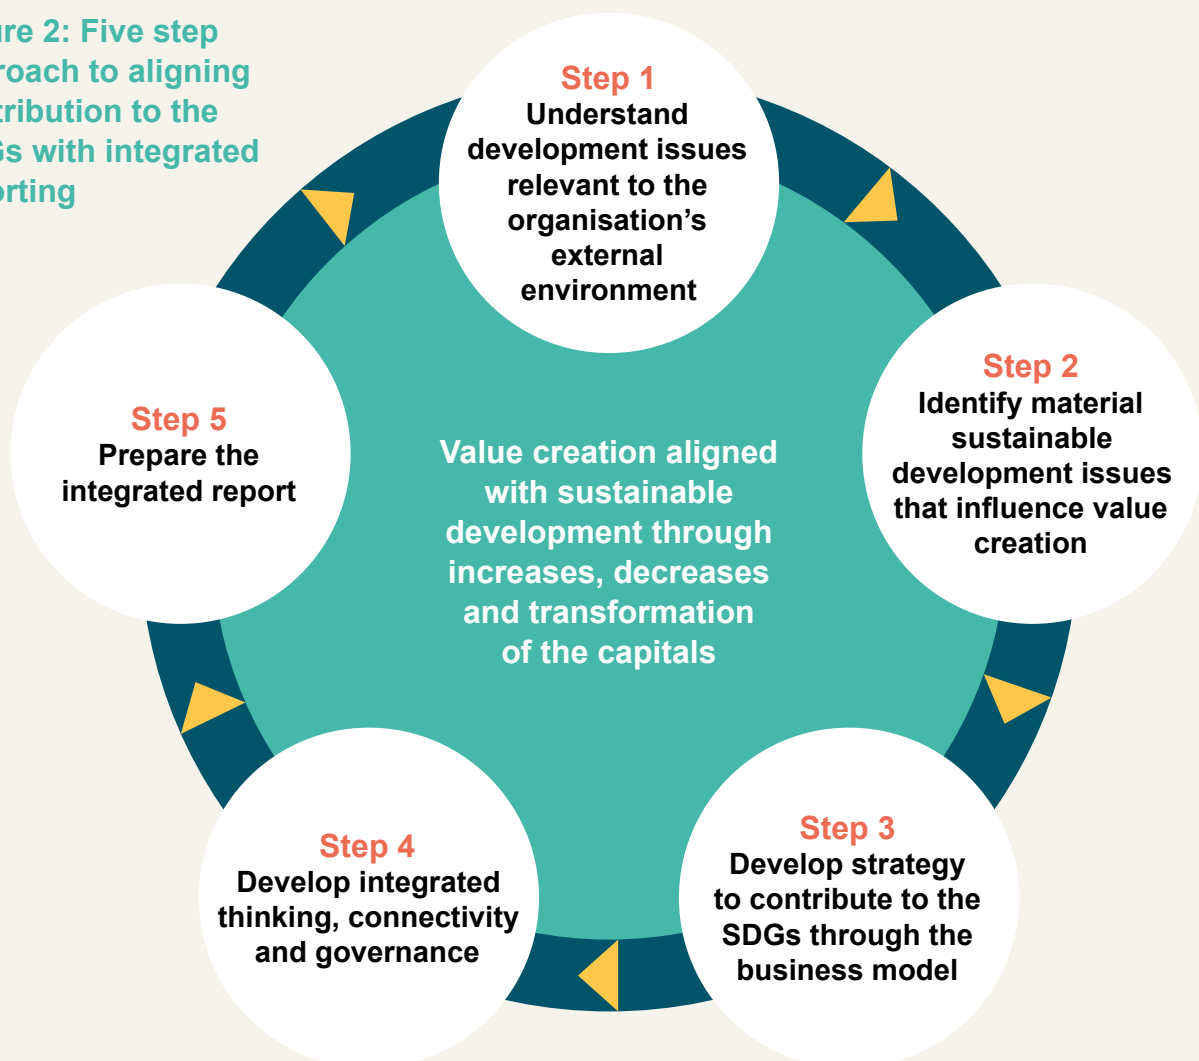 ure 2: Five step
roach to aligning
tribution to the
Gs with integrated
orting
Step 1
Understand
development issues
relevant to the
organisation’s
external
environment
Step 2
Identify material
sustainable
development issues
that influence value
creation
Step 3
Develop strategy
to contribute to the
SDGs through the
business model
Step 4
Develop integrated
thinking, connectivity
and governance
Step 5
Prepare the
integrated report
Value creation aligned
with sustainable
development through
increases, decreases
and transformation
of the capitals